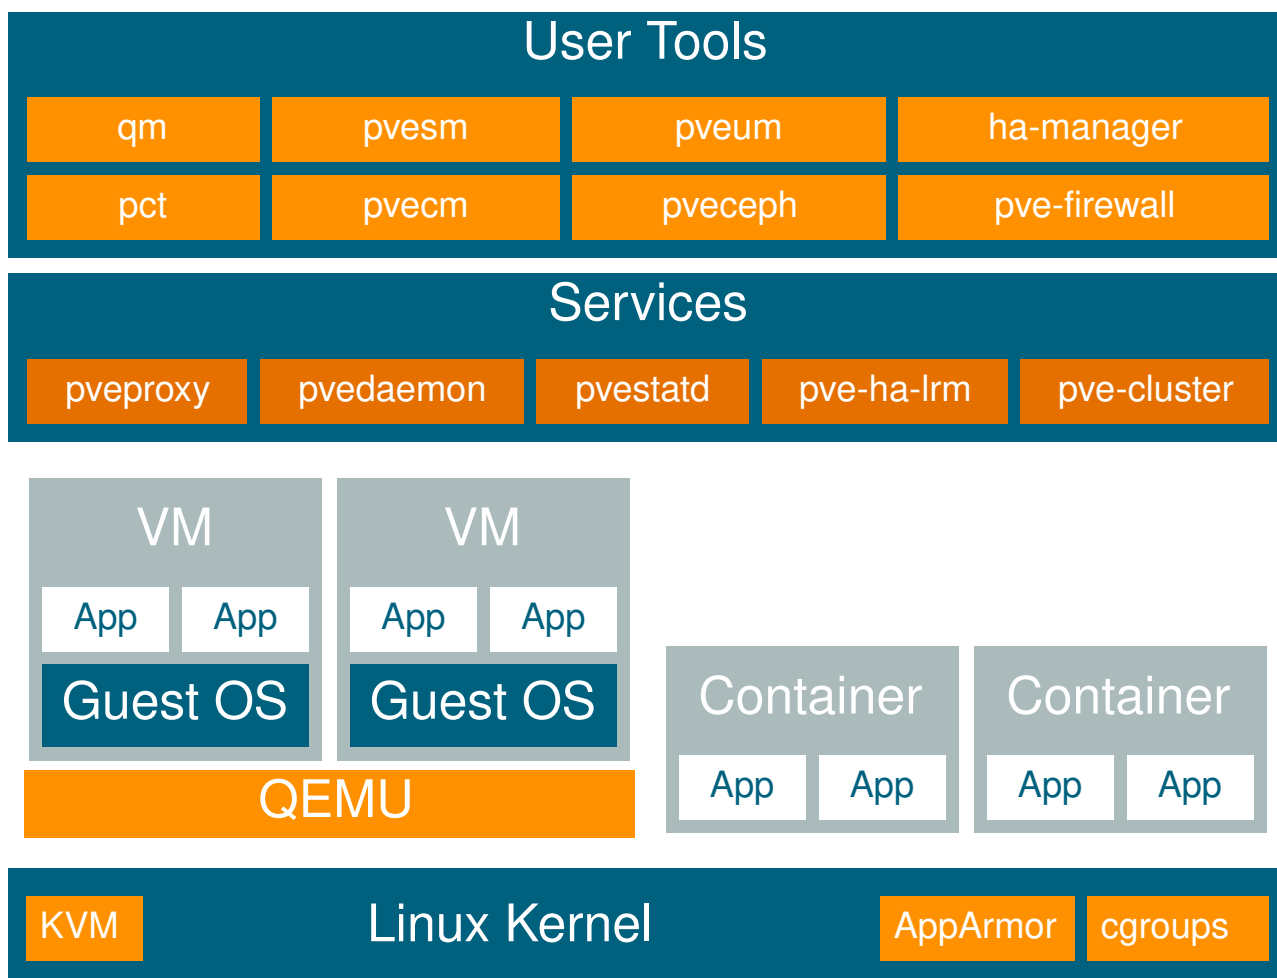 User Tools
qm pvesm pveum ha-manager
pct pvecm pveceph pve-firewall
Services
pveproxy pvedaemon pvestatd pve-ha-lrm pve-cluster
VM VM
App App App App
Guest OS Guest OS
Container Container
App App App App
QEMU
KVM Linux Kernel AppArmor cgroups